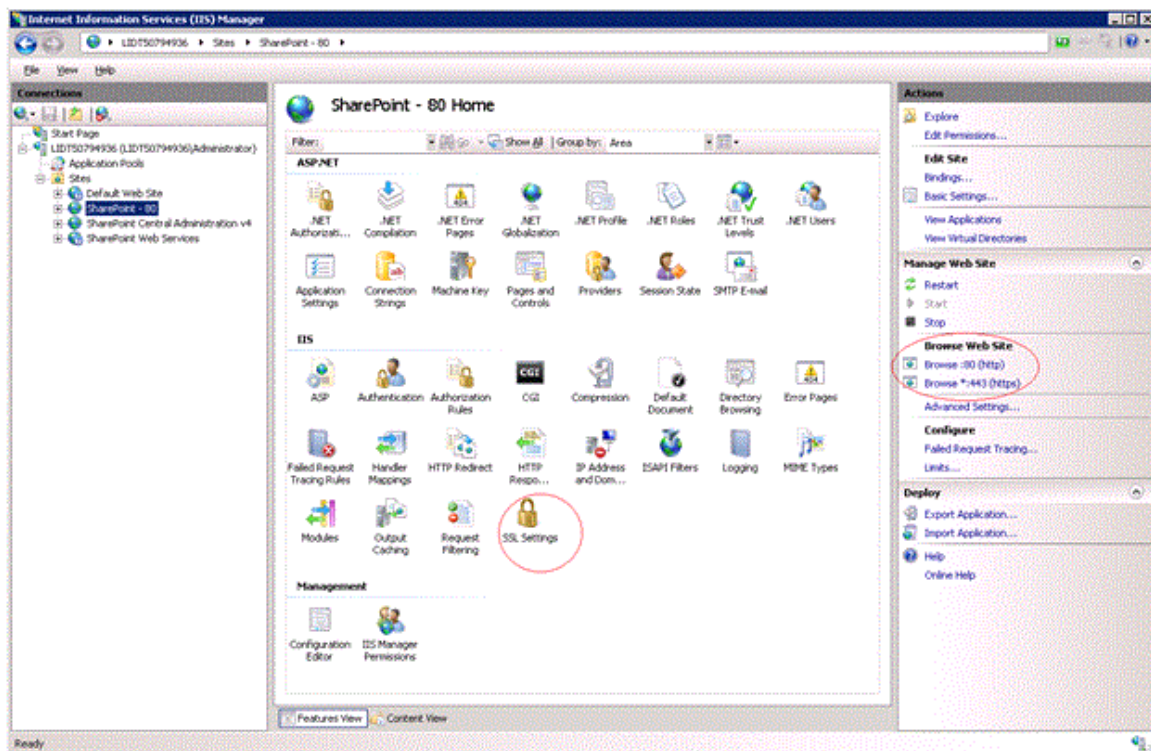 Internet Information Services (IIS) Manager
LIDT50794936 Sites SharePoint - 80
File View Help
Connections
Start Page
LIDT50794936 (LIDT50794936\Administrator)
Application Pools
Sites
Default Web Site
SharePoint - 80
SharePoint Central Administration v4
SharePoint Web Services
SharePoint - 80 Home
Filter: Go Show All Group by: Area
ASP.NET
.NET Authorizati...
.NET Compilation
.NET Error Pages
.NET Globalization
.NET Profile
.NET Roles
.NET Trust Levels
.NET Users
Application Settings
Connection Strings
Machine Key
Pages and Controls
Providers
Session State
SMTP E-mail
IIS
ASP
Authentication
Authorization Rules
CGI
CGI
Compression
Default Document
Directory Browsing
404
Error Pages
Failed Request Tracing Rules
Handler Mappings
HTTP Redirect
HTTP Respo...
IP Address and Dom...
ISAPI Filters
Logging
MIME Types
Modules
Output Caching
Request Filtering
SSL Settings
Management
Configuration Editor
IIS Manager Permissions
Features View Content View
Actions
Explore
Edit Permissions...
Edit Site
Bindings...
Basic Settings...
View Applications
View Virtual Directories
Manage Web Site
Restart
Start
Stop
Browse Web Site
Browse :80 (http)
Browse *:443 (https)
Advanced Settings...
Configure
Failed Request Tracing...
Limits...
Deploy
Export Application...
Import Application...
Help
Online Help
Ready